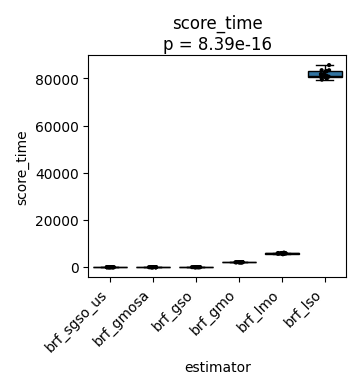 score_time
p = 8.39e-16
score_time
80000
60000
40000
20000
0
brf_sgso_us
brf_gmosa
brf_gso
brf_gmo
brf_lmo
brf_lso
estimator